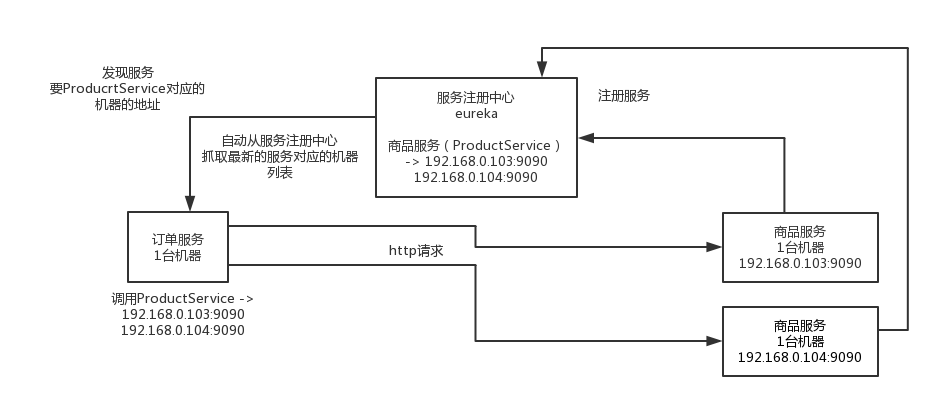 发现服务
要ProducrtService对应的
机器的地址
服务注册中心
eureka
商品服务（ProductService）
-> 192.168.0.103:9090
192.168.0.104:9090
注册服务
自动从服务注册中心
抓取最新的服务对应的机器
列表
订单服务
1台机器
http请求
商品服务
1台机器
192.168.0.103:9090
调用ProductService ->
192.168.0.103:9090
192.168.0.104:9090
商品服务
1台机器
192.168.0.104:9090